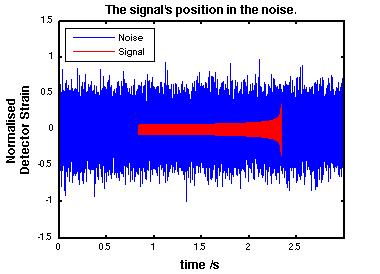 The signal's position in the noise.
1.5
Noise
Signal
1
0.5
0
-0.5
-1
-1.5
Normalised
Detector Strain
0 0.5 1 1.5 2 2.5
time /s